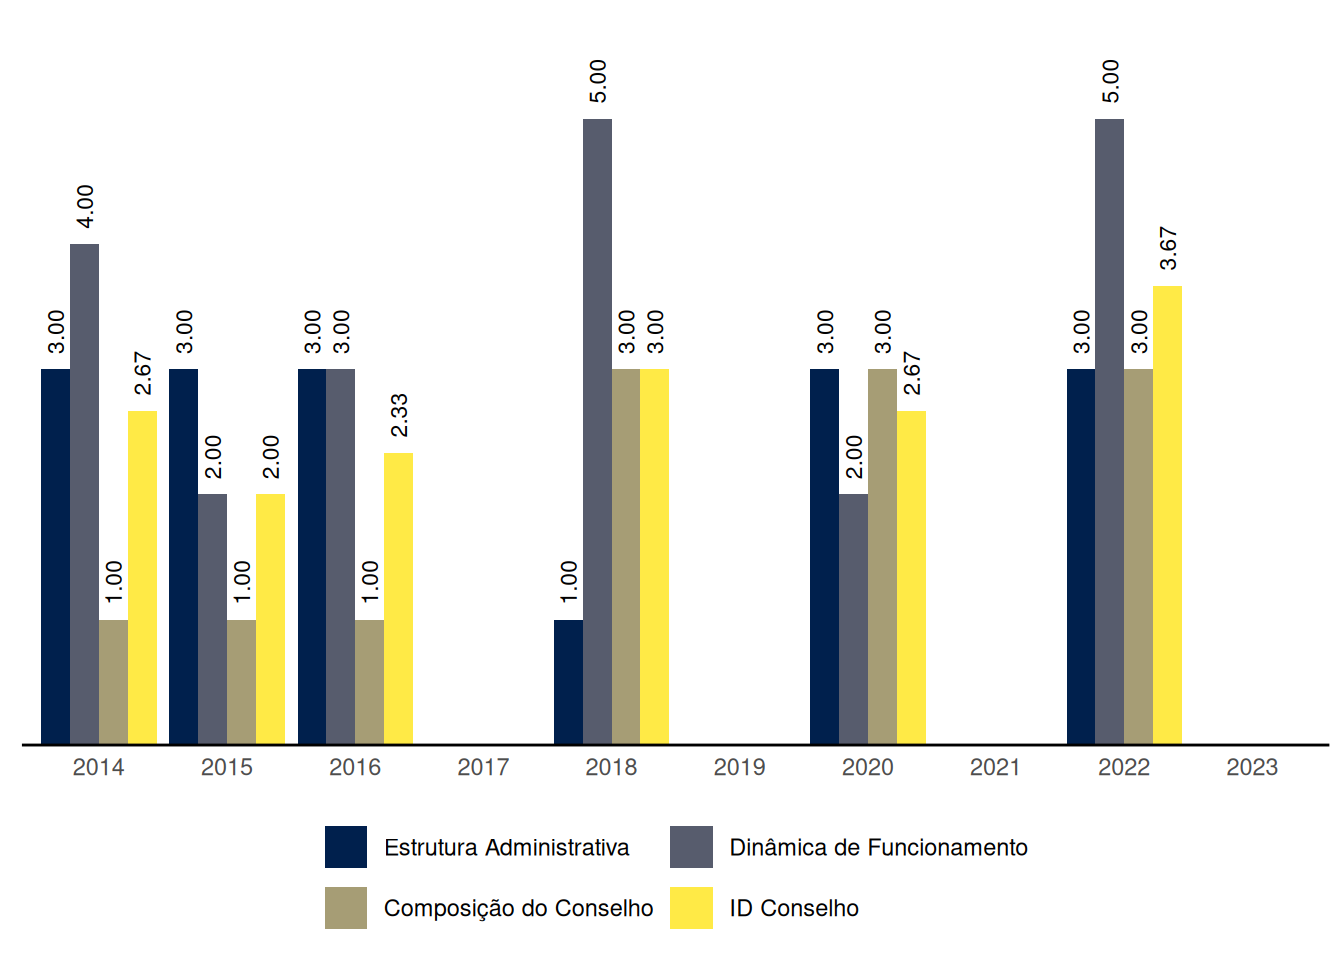 3.00 4.00 1.00 2.67 3.00 2.00 1.00 2.00 3.00 3.00 1.00 2.33 1.00 5.00 3.00 3.00 3.00 2.00 3.00 2.67 3.00 5.00 3.00 3.67
2014 2015 2016 2017 2018 2019 2020 2021 2022 2023
Estrutura Administrativa Dinâmica de Funcionamento
Composição do Conselho ID Conselho